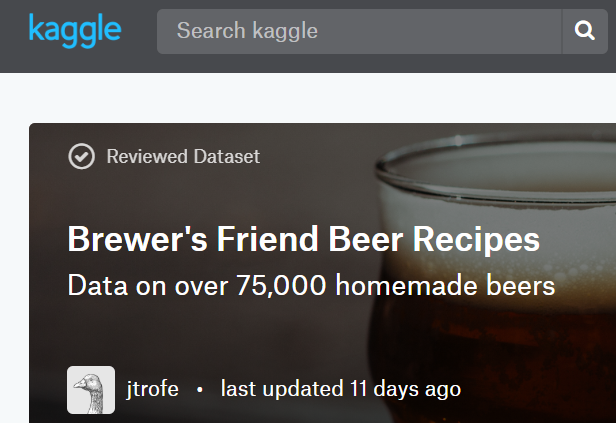 kaggle
Search kaggle
Reviewed Dataset
Brewer's Friend Beer Recipes
Data on over 75,000 homemade beers
jtrofe • last updated 11 days ago